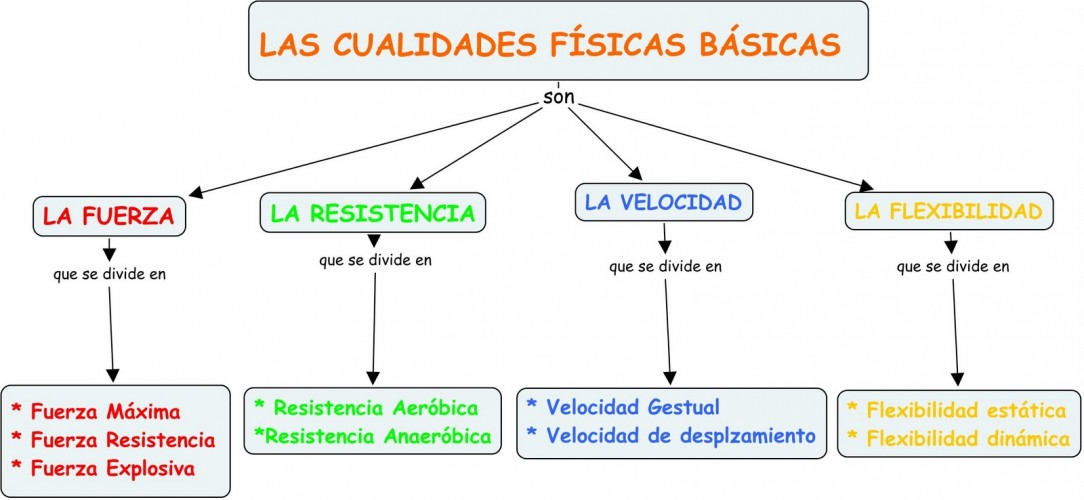 LAS CUALIDADES FÍSICAS BÁSICAS
son
LA FUERZA
LA RESISTENCIA
LA VELOCIDAD
LA FLEXIBILIDAD
que se divide en
que se divide en
que se divide en
que se divide en
* Fuerza Máxima
* Fuerza Resistencia
* Fuerza Explosiva
* Resistencia Aeróbica
*Resistencia Anaeróbica
* Velocidad Gestual
* Velocidad de desplzamiento
* Flexibilidad estática
* Flexibilidad dinámica